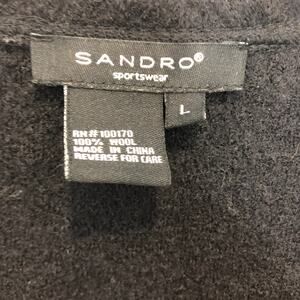 SANDRO®
sportswear
L
RN#100170
100% WOOL
MADE IN CHINA
REVERSE FOR CARE